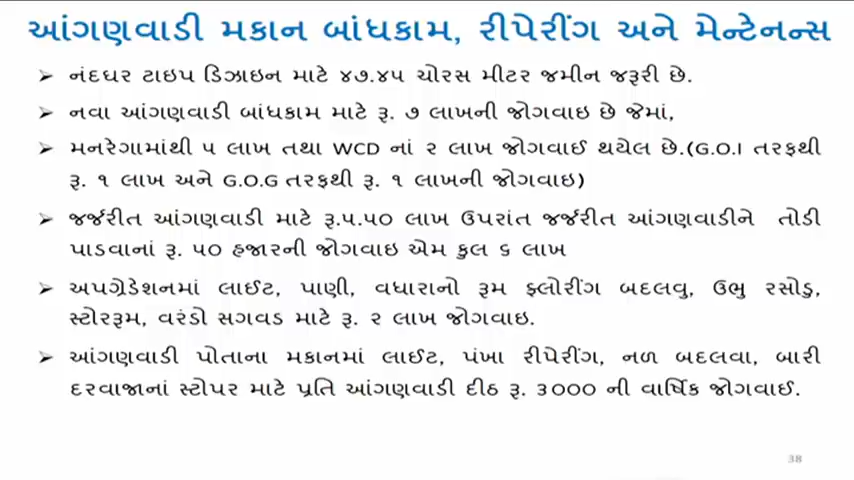 આંગણવાડી મકાન બાંધકામ, રીપેરીંગ અને મેન્ટેનન્સ
➢ નંદઘર ટાઇપ ડિઝાઇન માટે ૪૭.૪૫ ચોરસ મીટર જમીન જરૂરી છે.
➢ નવા આંગણવાડી બાંધકામ માટે રૂ. ૭ લાખની જોગવાઇ છે જેમાં,
➢ મનરેગામાંથી ૫ લાખ તથા WCD નાં ૨ લાખ જોગવાઈ થયેલ છે.(G.O.I તરફથી
રૂ. ૧ લાખ અને G.O.G તરફથી રૂ. ૧ લાખની જોગવાઇ)
➢ જર્જરીત આંગણવાડી માટે રૂ.૫.૫૦ લાખ ઉપરાંત જર્જરીત આંગણવાડીને તોડી
પાડવાનાં રૂ. ૫૦ હજારની જોગવાઇ એમ કુલ ૬ લાખ
➢ અપગ્રેડેશનમાં લાઈટ, પાણી, વધારાનો રૂમ ફ્લોરીંગ બદલવુ, ઉભુ રસોડુ,
સ્ટોરરૂમ, વરંડો સગવડ માટે રૂ. ૨ લાખ જોગવાઇ.
➢ આંગણવાડી પોતાના મકાનમાં લાઈટ, પંખા રીપેરીંગ, નળ બદલવા, બારી
દરવાજાનાં સ્ટોપર માટે પ્રતિ આંગણવાડી દીઠ રૂ. ૩૦૦૦ ની વાર્ષિક જોગવાઈ.
38